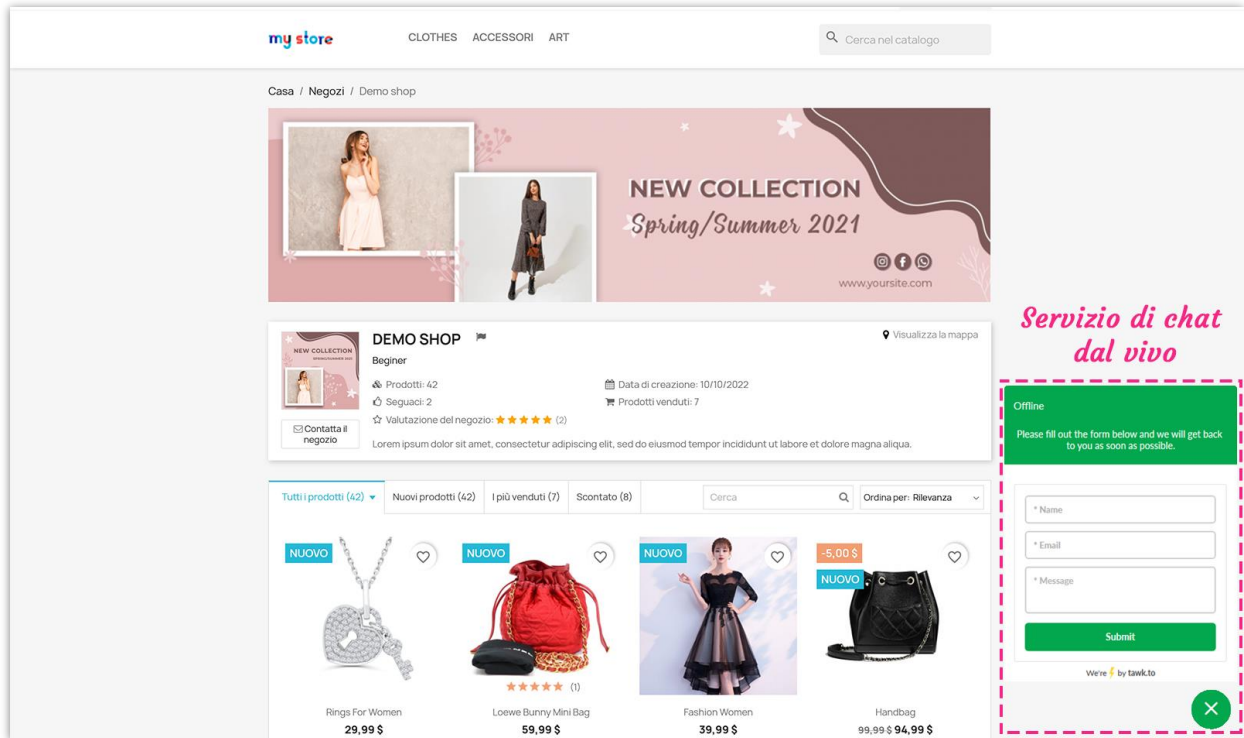 my store
CLOTHES ACCESSORI ART
Cerca nel catalogo
Casa / Negozi / Demo shop
NEW COLLECTION
Spring/Summer 2021
www.yoursite.com
Servizio di chat
dal vivo
NEW COLLECTION
SPRING/SUMMER 2021
DEMO SHOP
Visualizza la mappa
Beginer
Prodotti: 42
Data di creazione: 10/10/2022
Seguaci: 2
Prodotti venduti: 7
Valutazione del negozio: (2)
Contatta il
negozio
Lorem ipsum dolor sit amet, consectetur adipiscing elit, sed do eiusmod tempor incididunt ut labore et dolore magna aliqua.
Offline
Please fill out the form below and we will get back
to you as soon as possible.
* Name
* Email
* Message
Submit
We're by tawk.to
Tutti i prodotti (42) Nuovi prodotti (42) I più venduti (7) Scontato (8) Cerca Ordina per: Rilevanza
NUOVO
NUOVO
NUOVO
-5,00 $
NUOVO
(1)
Rings For Women
29,99 $
Loewe Bunny Mini Bag
59,99 $
Fashion Women
39,99 $
Handbag
99,99 $ 94,99 $